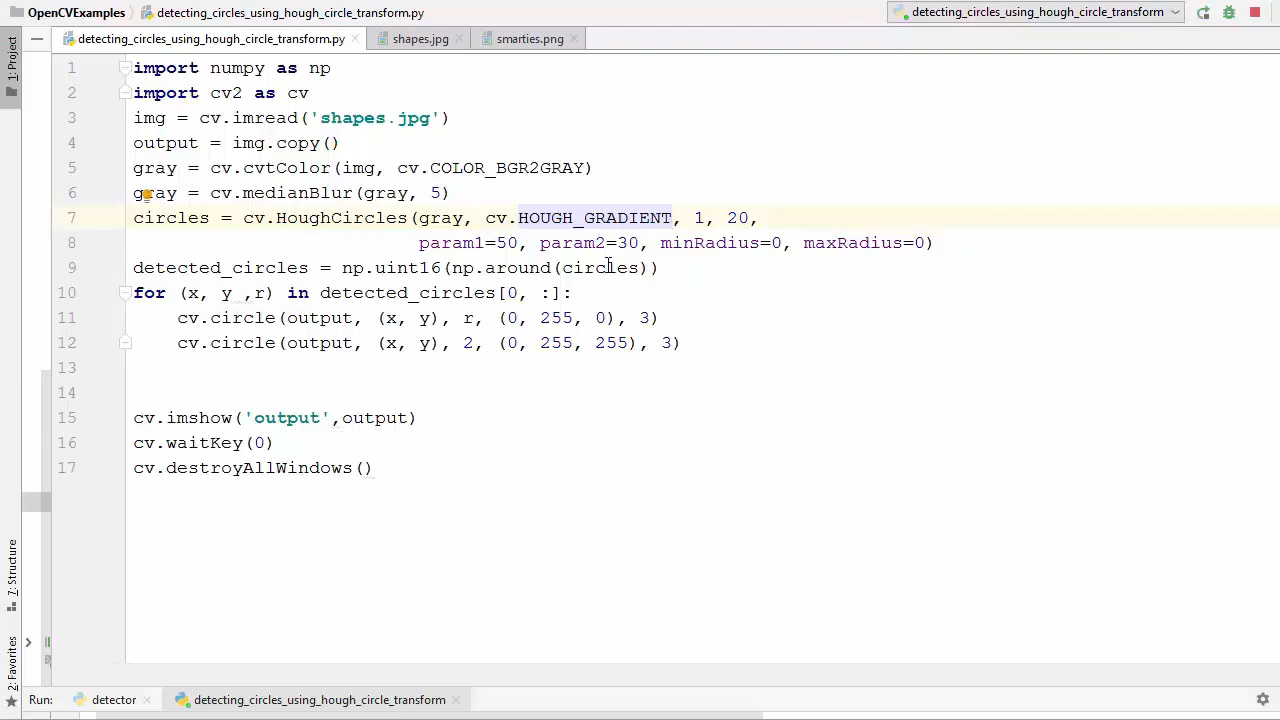 OpenCVExamples detecting_circles_using_hough_circle_transform.py detecting_circles_using_hough_circle_transform
1: Project
detecting_circles_using_hough_circle_transform.py shapes.jpg smarties.png
1 import numpy as np
2 import cv2 as cv
3 img = cv.imread('shapes.jpg')
4 output = img.copy()
5 gray = cv.cvtColor(img, cv.COLOR_BGR2GRAY)
6 gray = cv.medianBlur(gray, 5)
7 circles = cv.HoughCircles(gray, cv.HOUGH_GRADIENT, 1, 20,
8 param1=50, param2=30, minRadius=0, maxRadius=0)
9 detected_circles = np.uint16(np.around(circles))
10 for (x, y ,r) in detected_circles[0, :]:
11 cv.circle(output, (x, y), r, (0, 255, 0), 3)
12 cv.circle(output, (x, y), 2, (0, 255, 255), 3)
13
14
15 cv.imshow('output',output)
16 cv.waitKey(0)
17 cv.destroyAllWindows()
7: Structure
2: Favorites
Run: detector detecting_circles_using_hough_circle_transform